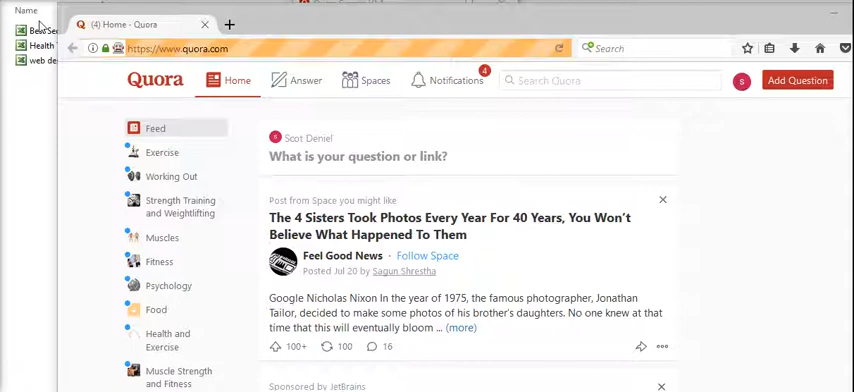 Name
Health
web de
(4) Home - Quora
https://www.quora.com
Search
Quora
Home
Answer
Spaces
Notifications
4
Search Quora
s
Add Question
Feed
Exercise
Working Out
Strength Training
and Weightlifting
Muscles
Fitness
Psychology
Food
Health and
Exercise
Muscle Strength
and Fitness
s
Scot Deniel
What is your question or link?
Post from Space you might like
The 4 Sisters Took Photos Every Year For 40 Years, You Won't
Believe What Happened To Them
Feel Good News · Follow Space
Posted Jul 20 by Sagun Shrestha
Google Nicholas Nixon In the year of 1975, the famous photographer, Jonathan
Tailor, decided to make some photos of his brother's daughters. No one knew at that
time that this will eventually bloom ... (more)
100+
100
16
Sponsored by JetBrains